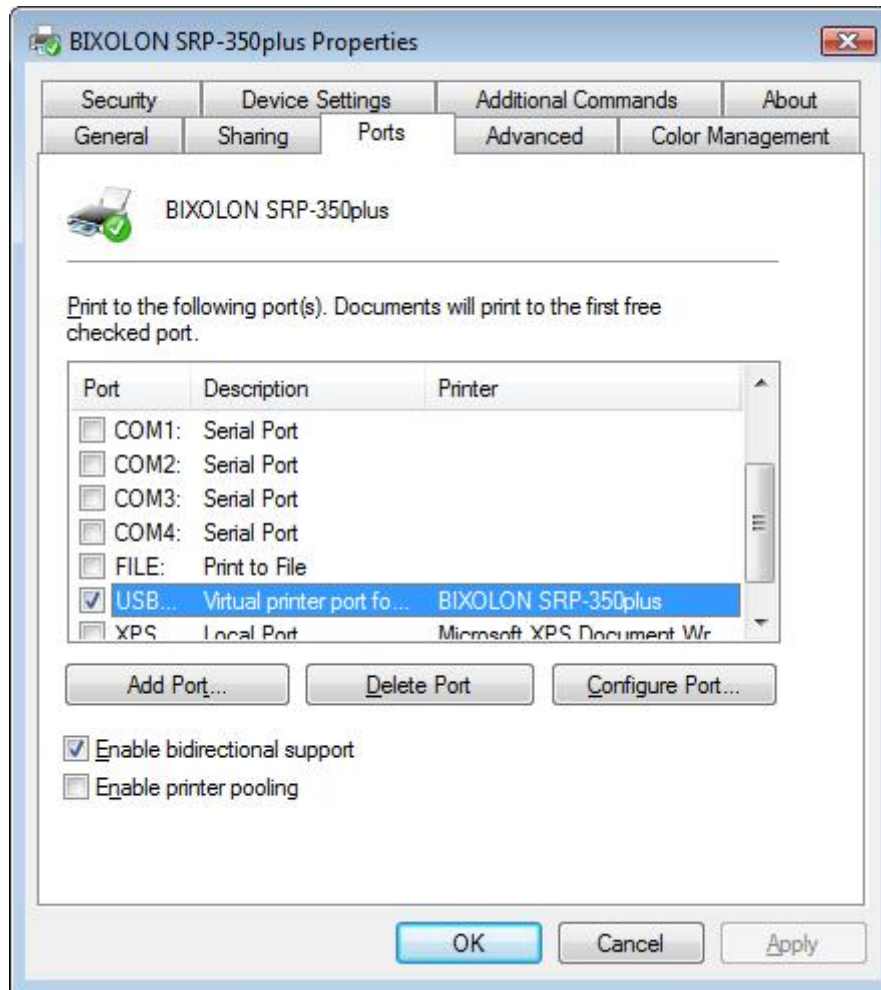 BIXOLON SRP-350plus Properties
Security Device Settings Additional Commands About
General Sharing Ports Advanced Color Management
BIXOLON SRP-350plus
Print to the following port(s). Documents will print to the first free
checked port.
Port Description Printer
COM1: Serial Port
COM2: Serial Port
COM3: Serial Port
COM4: Serial Port
FILE: Print to File
USB... Virtual printer port fo... BIXOLON SRP-350plus
XPS Local Port Microsoft XPS Document Wr
Add Port... Delete Port Configure Port...
Enable bidirectional support
Enable printer pooling
OK Cancel Apply